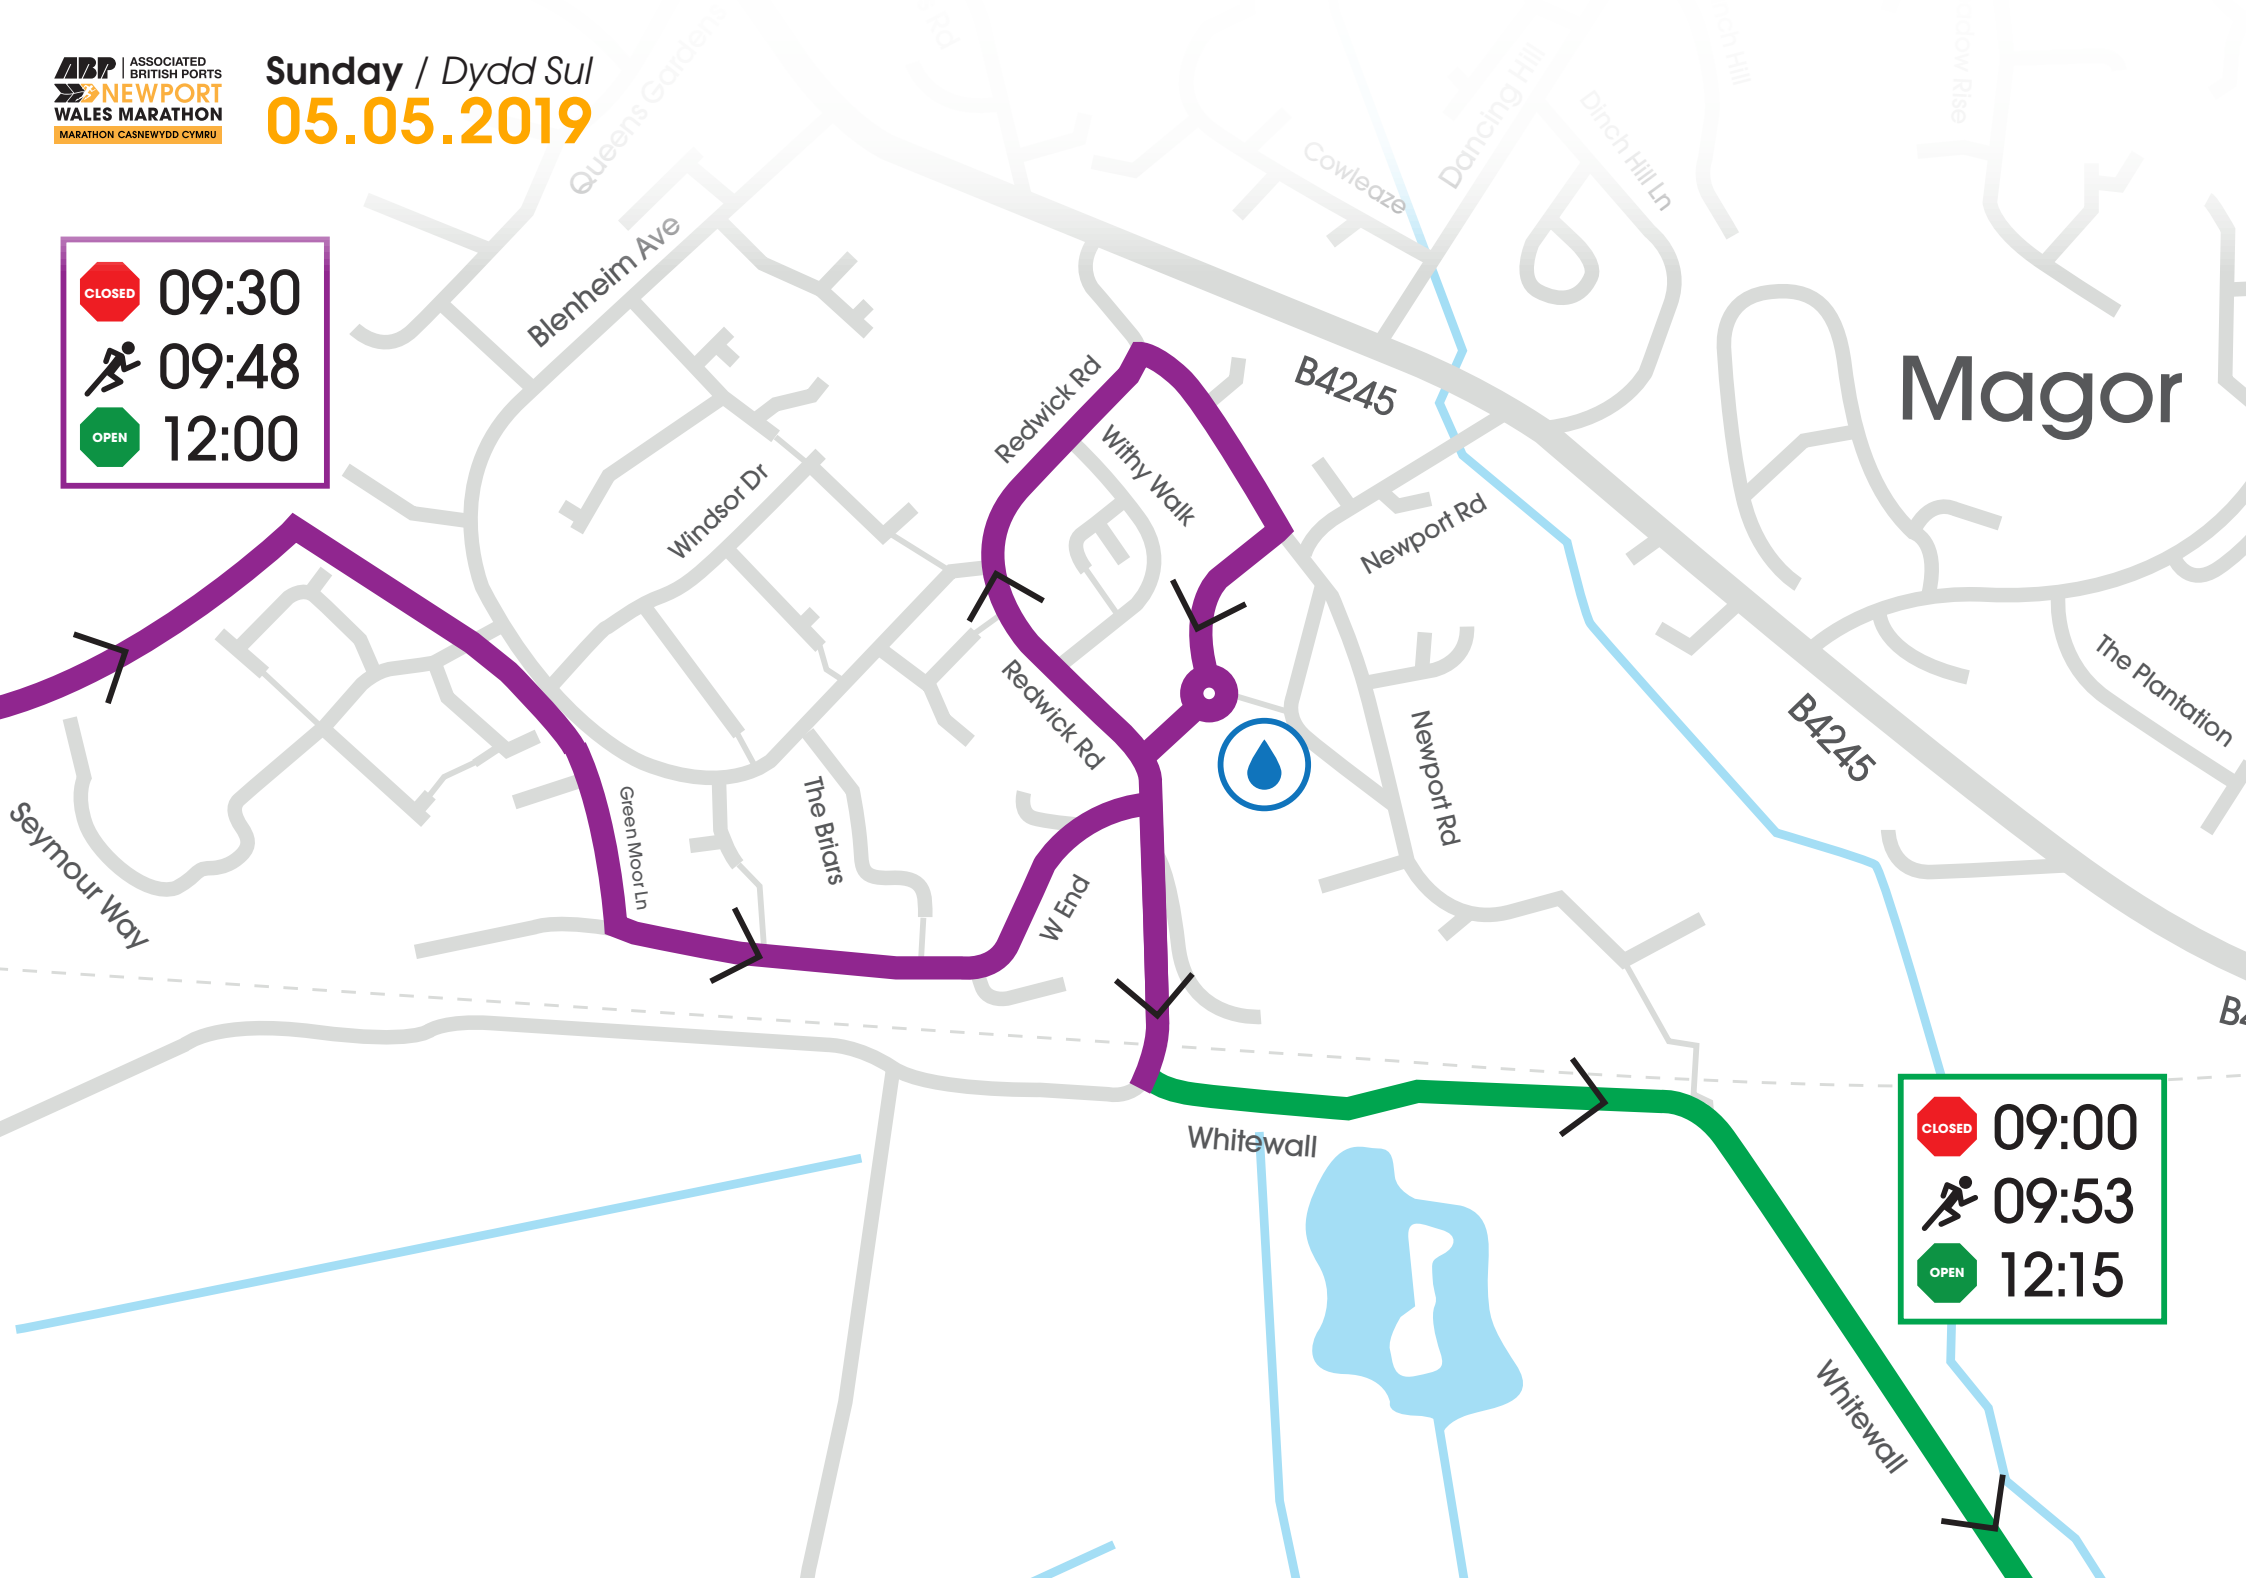 ABP ASSOCIATED
BRITISH PORTS
NEWPORT
WALES MARATHON
MARATHON CASNEWYDD CYMRU
Sunday / Dydd Sul
05.05.2019
CLOSED 09:30
09:48
OPEN 12:00
Queens Gardens
Rd
Blenheim Ave
Cowleaze
Dancing Hill
Dinch Hill Ln
Magor
B4245
Redwick Rd
Withy Walk
Windsor Dr
Newport Rd
The Plantation
B4245
Redwick Rd
Newport Rd
Green Moor Ln
The Briars
Seymour Way
W End
Whitewall
CLOSED 09:00
09:53
OPEN 12:15
Whitewall